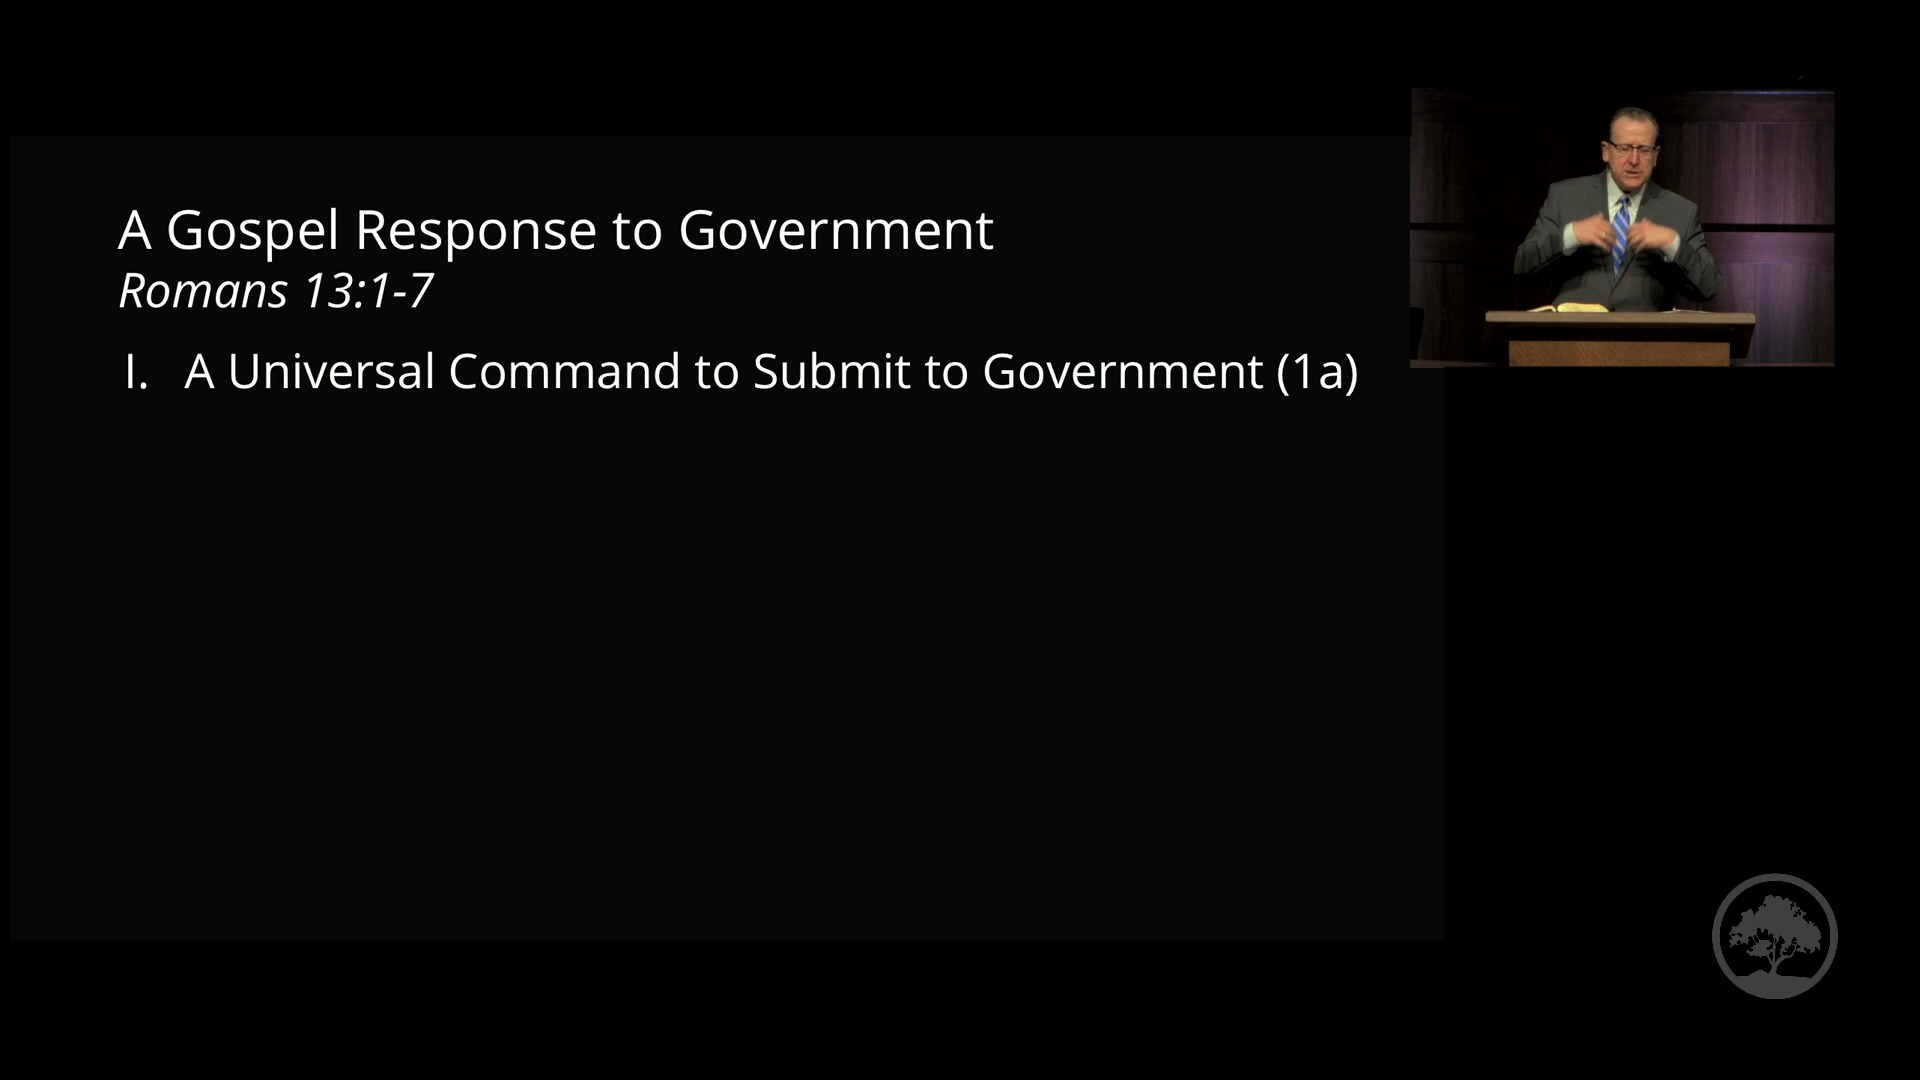 A Gospel Response to Government
Romans 13:1-7
I. A Universal Command to Submit to Government (1a)